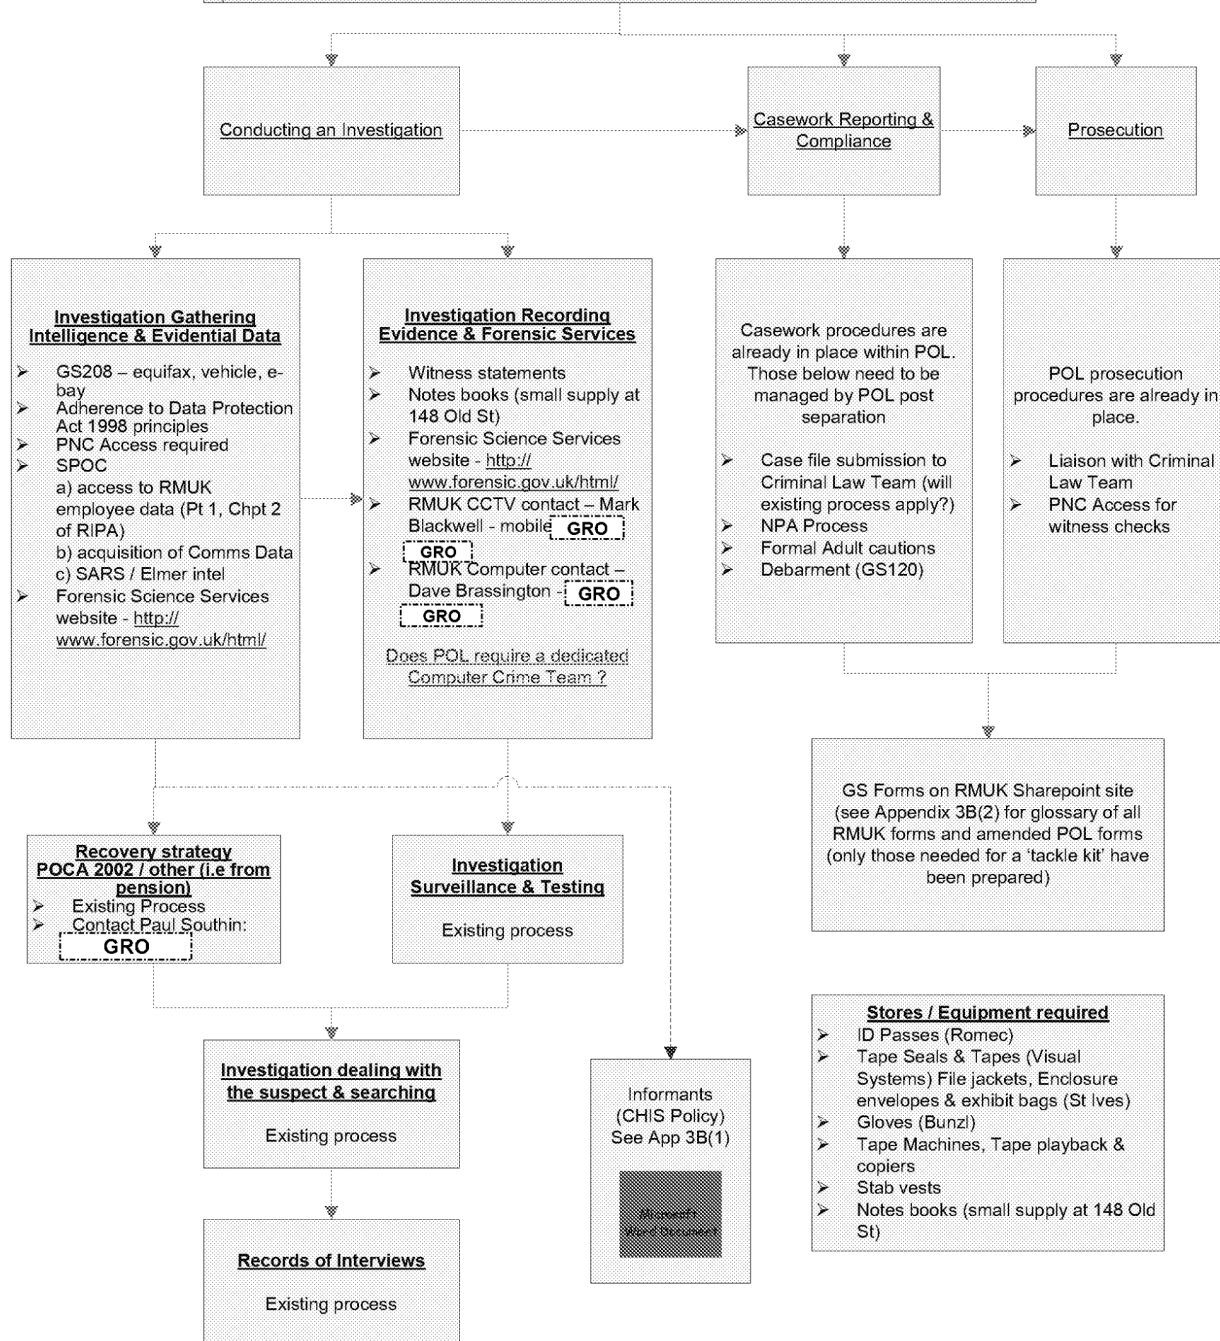 Conducting an Investigation
Casework Reporting &
Compliance
Prosecution
Investigation Gathering
Intelligence & Evidential Data
➢ GS208 – equifax, vehicle, e-
bay
➢ Adherence to Data Protection
Act 1998 principles
➢ PNC Access required
➢ SPOC
a) access to RMUK
employee data (Pt 1, Chpt 2
of RIPA)
b) acquisition of Comms Data
c) SARS / Elmer intel
➢ Forensic Science Services
website - http://
www.forensic.gov.uk/html/
Investigation Recording
Evidence & Forensic Services
➢ Witness statements
➢ Notes books (small supply at
148 Old St)
➢ Forensic Science Services
website - http://
www.forensic.gov.uk/html/
➢ RMUK CCTV contact – Mark
Blackwell - mobile GRO
GRO
➢ RMUK Computer contact –
Dave Brassington - GRO
GRO
Does POL require a dedicated
Computer Crime Team ?
Casework procedures are
already in place within POL.
Those below need to be
managed by POL post
separation
➢ Case file submission to
Criminal Law Team (will
existing process apply?)
➢ NPA Process
➢ Formal Adult cautions
➢ Debarment (GS120)
POL prosecution
procedures are already in
place.
➢ Liaison with Criminal
Law Team
➢ PNC Access for
witness checks
GS Forms on RMUK Sharepoint site
(see Appendix 3B(2) for glossary of all
RMUK forms and amended POL forms
(only those needed for a ‘tackle kit’ have
been prepared)
Recovery strategy
POCA 2002 / other (i.e from
pension)
➢ Existing Process
➢ Contact Paul Southin:
GRO
Investigation
Surveillance & Testing
Existing process
Investigation dealing with
the suspect & searching
Existing process
Informants
(CHIS Policy)
See App 3B(1)
Microsoft
Word Document
Stores / Equipment required
➢ ID Passes (Romec)
➢ Tape Seals & Tapes (Visual
Systems) File jackets, Enclosure
envelopes & exhibit bags (St Ives)
➢ Gloves (Bunzl)
➢ Tape Machines, Tape playback &
copiers
➢ Stab vests
➢ Notes books (small supply at 148 Old
St)
Records of Interviews
Existing process